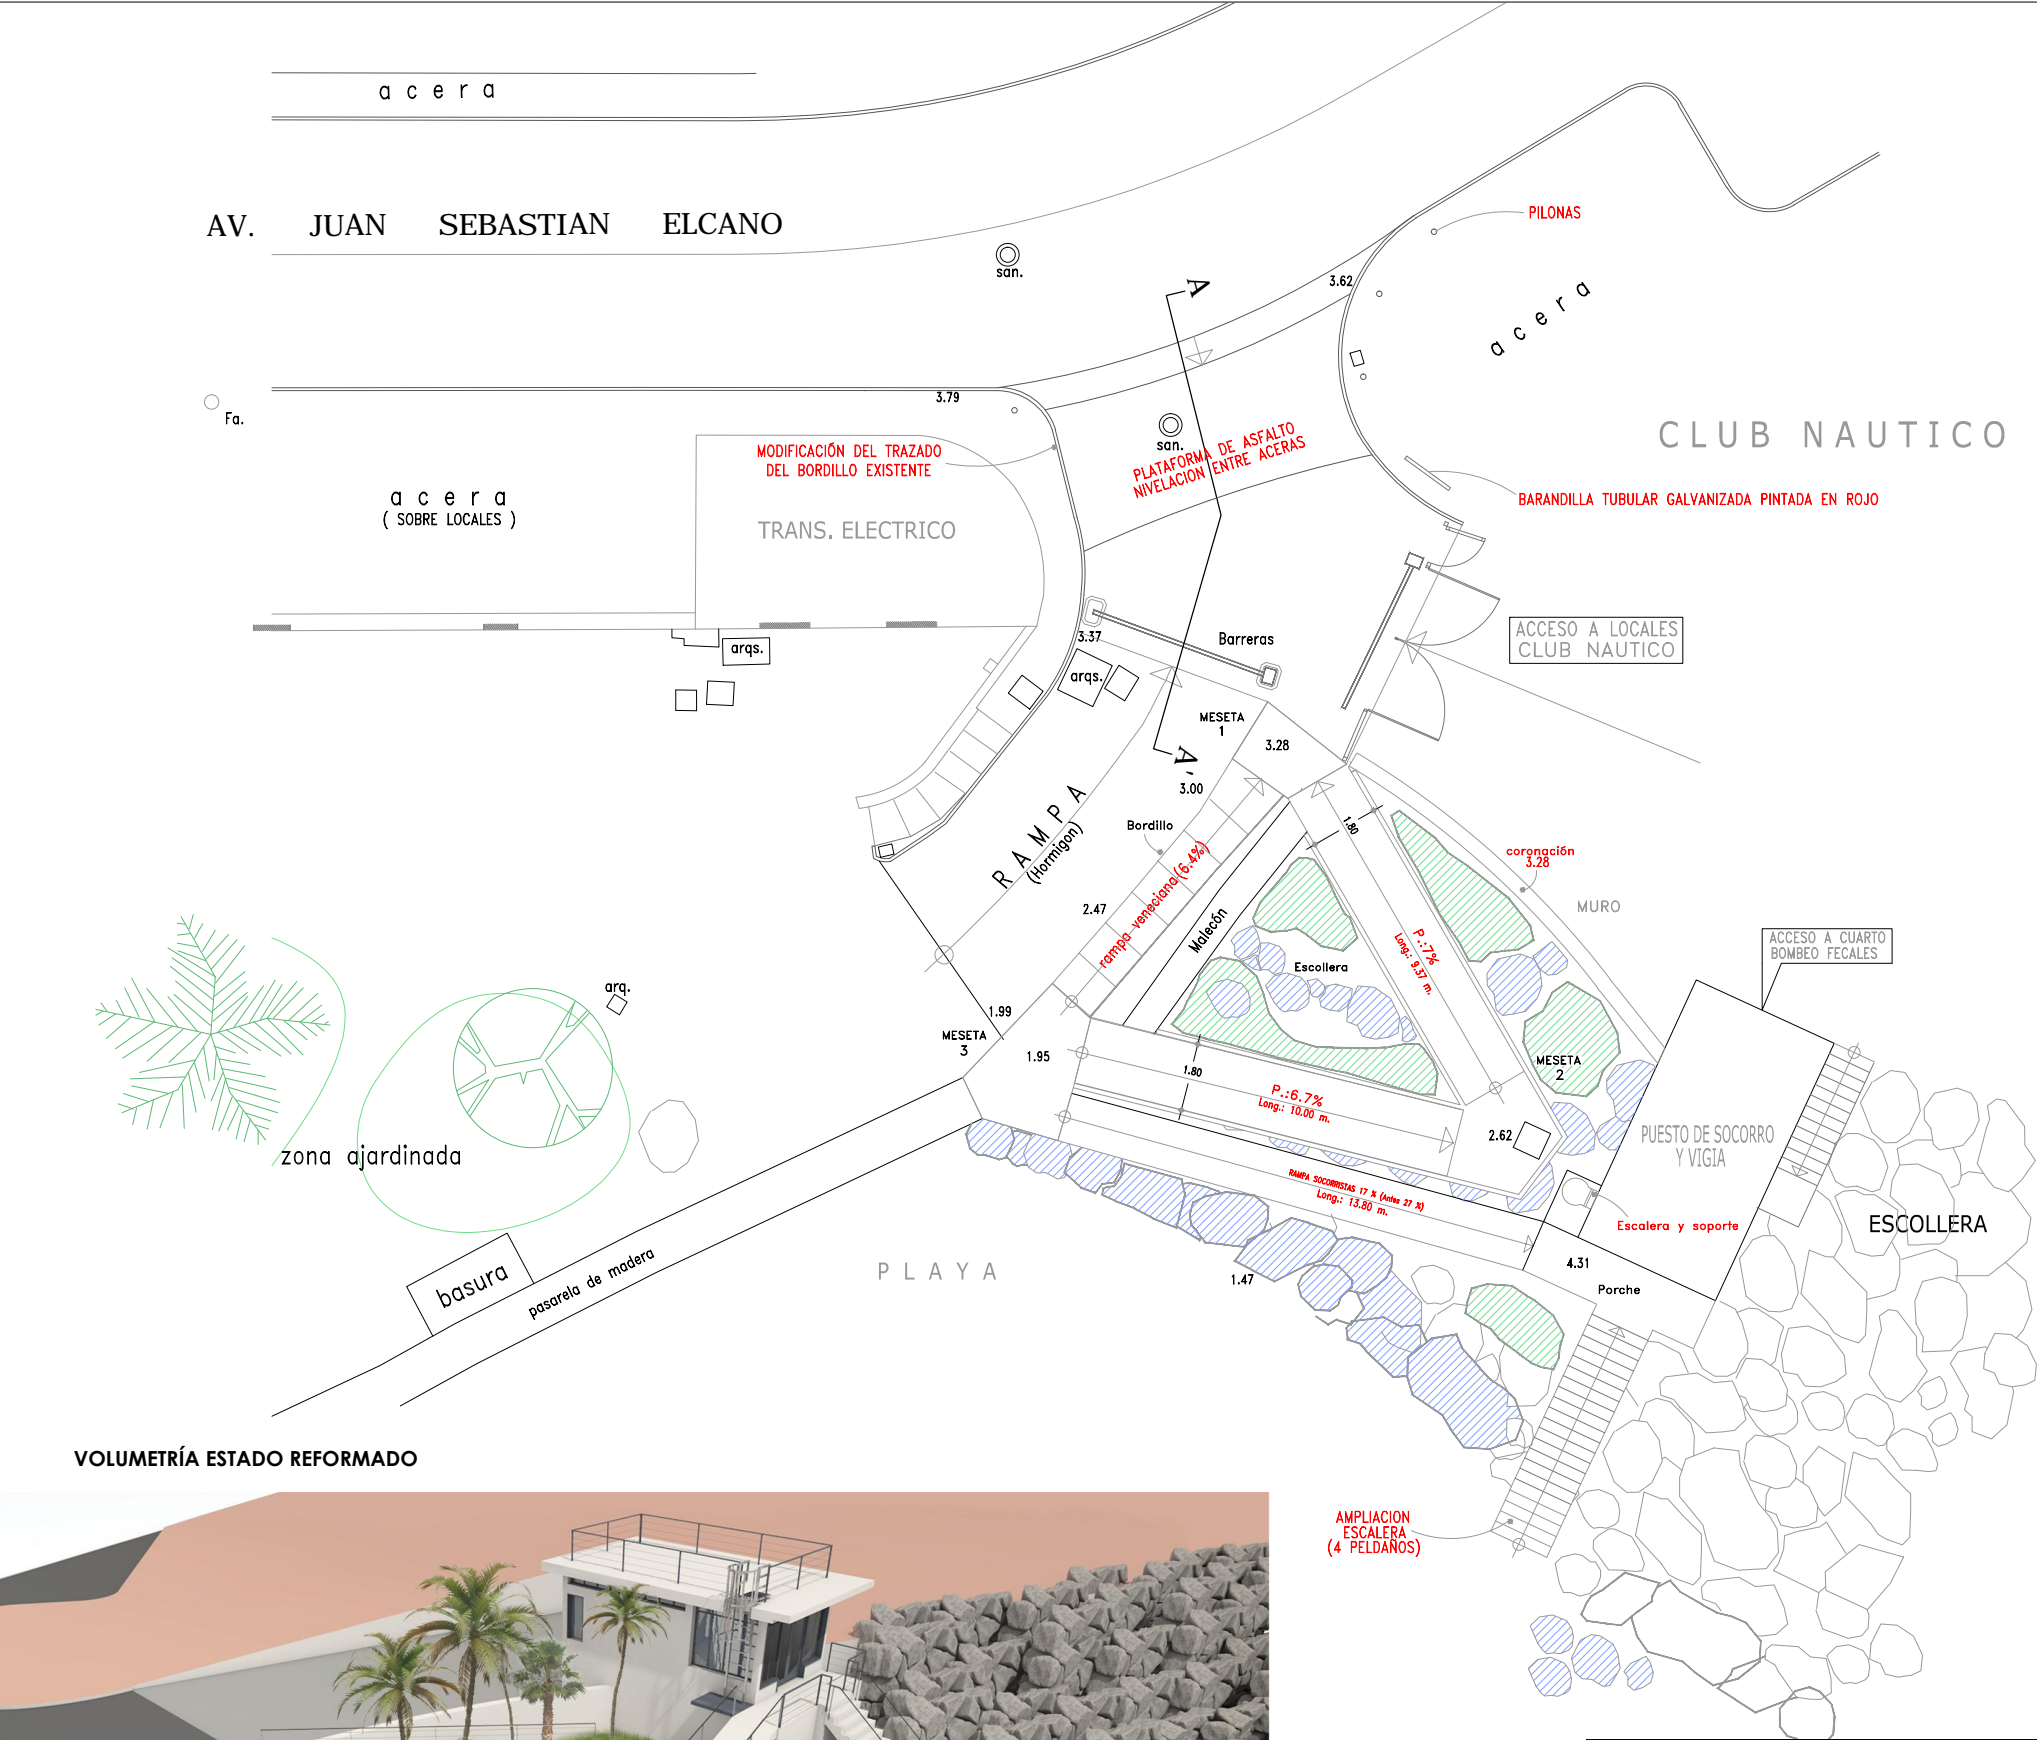 a c e r a
AV. JUAN SEBASTIAN ELCANO
PILONAS
san.
3.62
a c e r a
3.79
Fa.
A
san.
PLATAFORMA DE ASFALTO
NIVELACION ENTRE ACERAS
CLUB NAUTICO
MODIFICACIÓN DEL TRAZADO
DEL BORDILLO EXISTENTE
a c e r a
( SOBRE LOCALES )
BARANDILLA TUBULAR GALVANIZADA PINTADA EN ROJO
TRANS. ELECTRICO
ACCESO A LOCALES
CLUB NAUTICO
3.37
Barreras
arqs.
arqs.
MESETA
1
3.28
A'
3.00
RAMPA
(Hormigon)
Bordillo
1.80
rampa veneciana(6.4%)
coronación
3.28
MURO
2.47
Malecón
P.:7%
Long.: 9.37 m.
ACCESO A CUARTO
BOMBEO FECALES
Escollera
arq.
1.99
MESETA
3
1.95
MESETA
2
1.80
P.:6.7%
Long.: 10.00 m.
2.62
PUESTO DE SOCORRO
Y VIGIA
zona ajardinada
RAMPA SOCORRISTAS 17 % (Antes 27 %)
Long.: 13.80 m.
Escalera y soporte
ESCOLLERA
basura
pasarela de madera
PLAYA
1.47
4.31
Porche
VOLUMETRÍA ESTADO REFORMADO
AMPLIACION
ESCALERA
(4 PELDAÑOS)